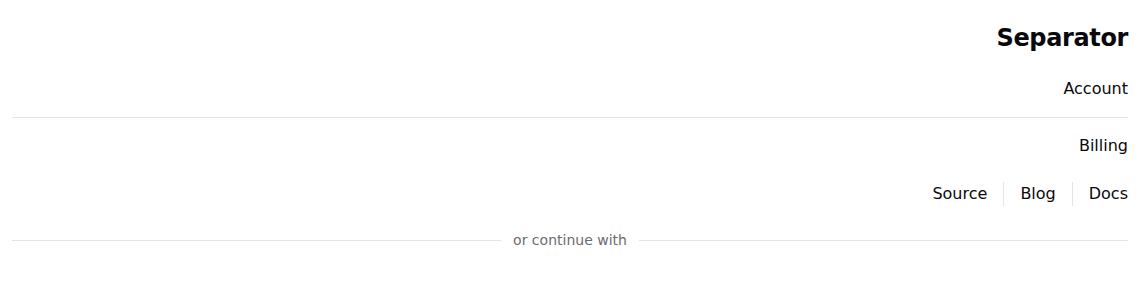 Separator
Account
Billing
Docs Blog Source
or continue with